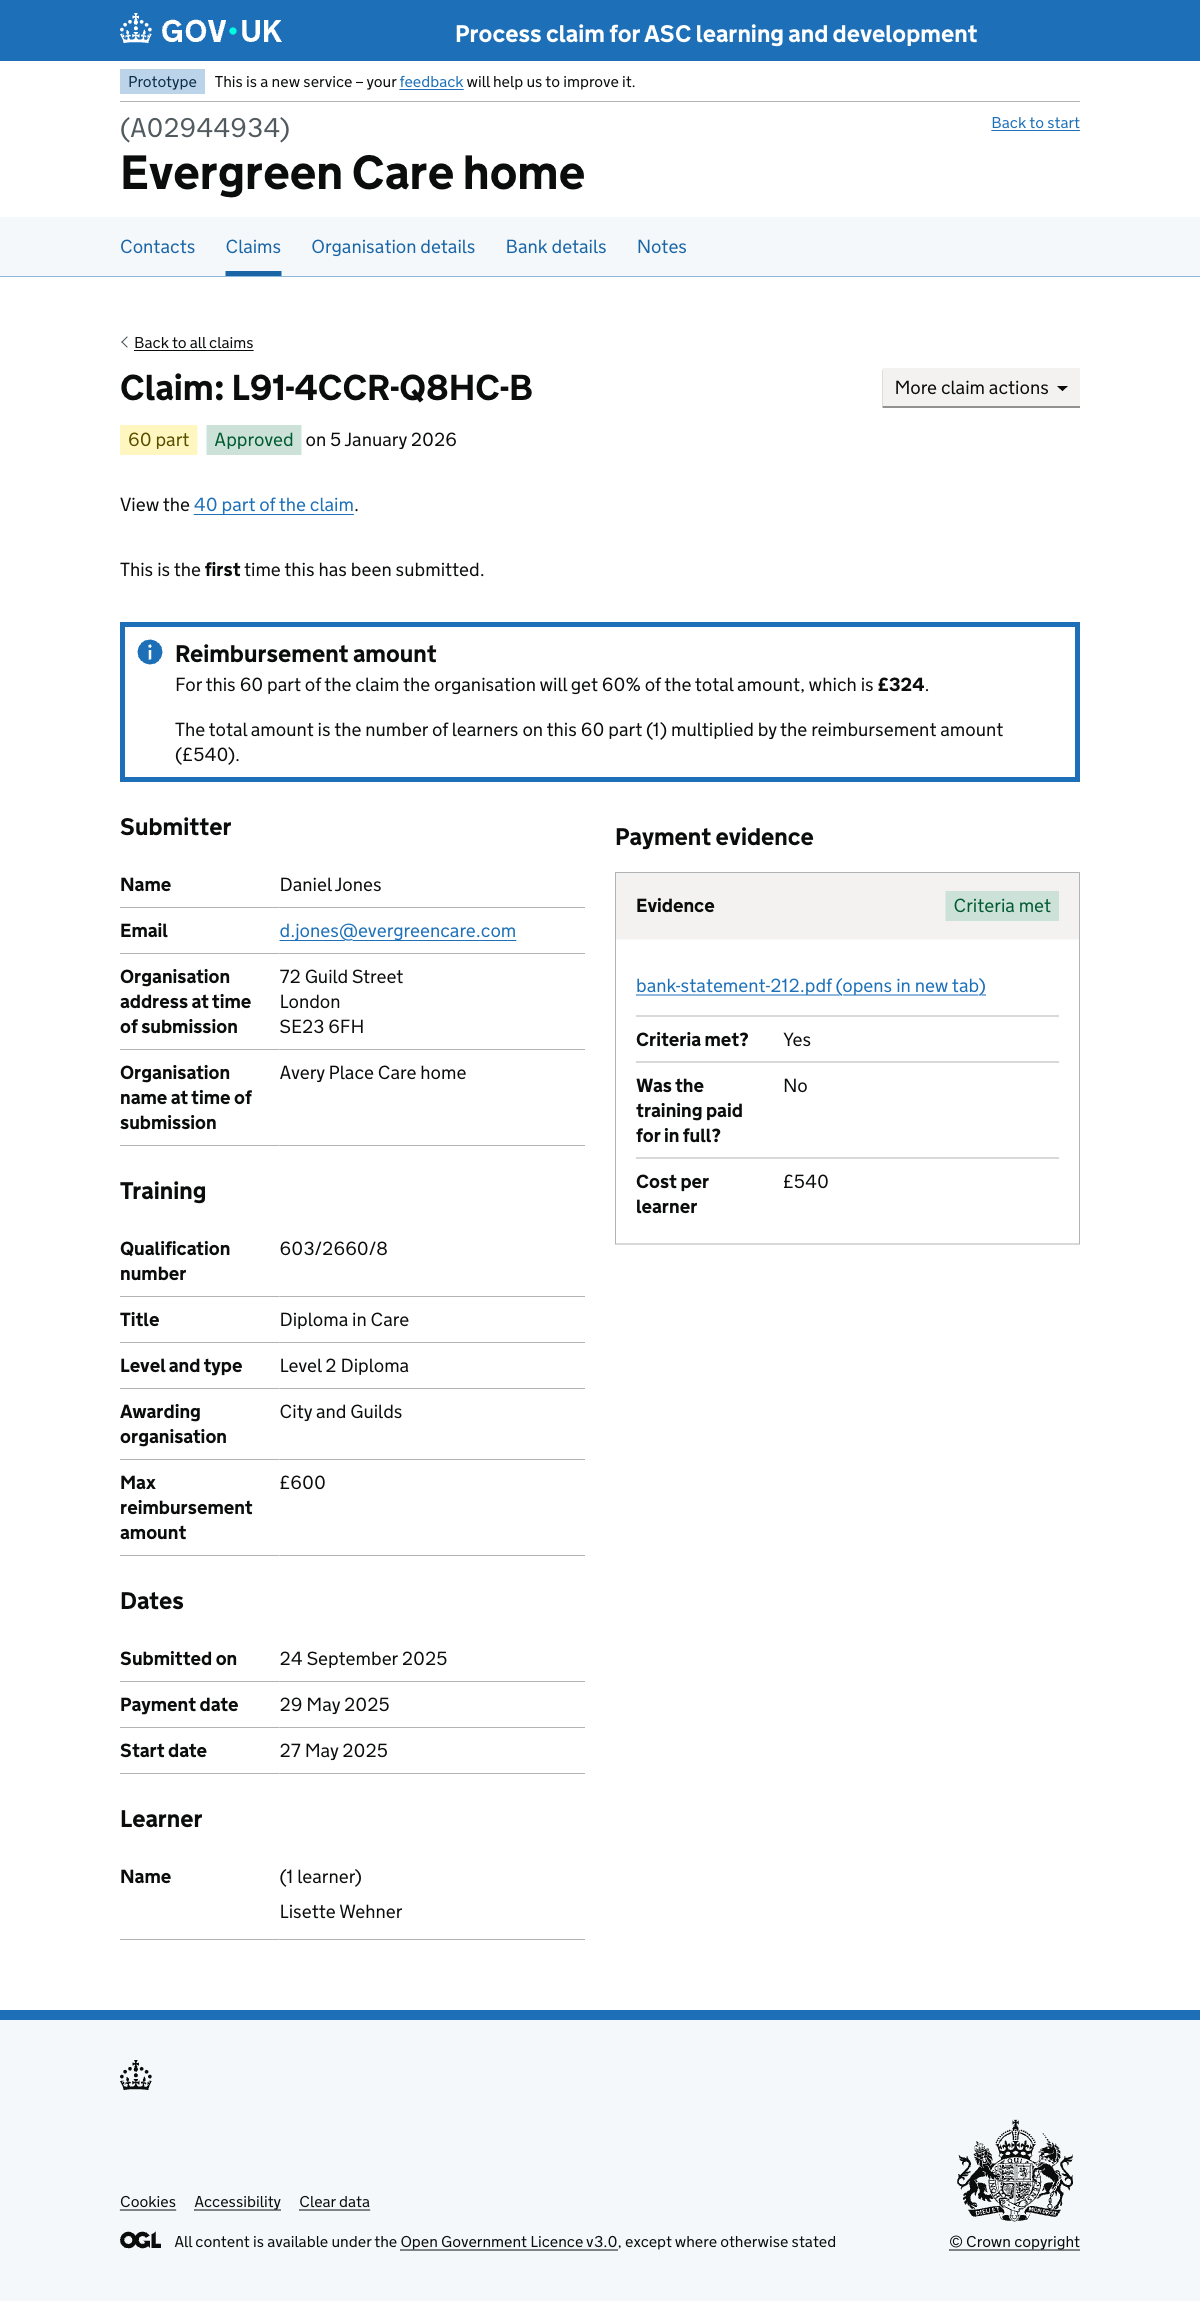 GOV·UK
Process claim for ASC learning and development
Prototype This is a new service – your feedback will help us to improve it.
(A02944934)
Back to start
Evergreen Care home
Contacts Claims Organisation details Bank details Notes
Back to all claims
Claim: L91-4CCR-Q8HC-B
More claim actions
60 part Approved on 5 January 2026
View the 40 part of the claim.
This is the first time this has been submitted.
Reimbursement amount
For this 60 part of the claim the organisation will get 60% of the total amount, which is £324.
The total amount is the number of learners on this 60 part (1) multiplied by the reimbursement amount
(£540).
Submitter
Name Daniel Jones
Email d.jones@evergreencare.com
Organisation 72 Guild Street
address at time London
of submission SE23 6FH
Organisation Avery Place Care home
name at time of
submission
Training
Qualification 603/2660/8
number
Title Diploma in Care
Level and type Level 2 Diploma
Awarding City and Guilds
organisation
Max £600
reimbursement
amount
Dates
Submitted on 24 September 2025
Payment date 29 May 2025
Start date 27 May 2025
Learner
Name (1 learner)
Lisette Wehner
Payment evidence
Evidence Criteria met
bank-statement-212.pdf (opens in new tab)
Criteria met? Yes
Was the No
training paid
for in full?
Cost per £540
learner
Cookies Accessibility Clear data
OGL All content is available under the Open Government Licence v3.0, except where otherwise stated
© Crown copyright